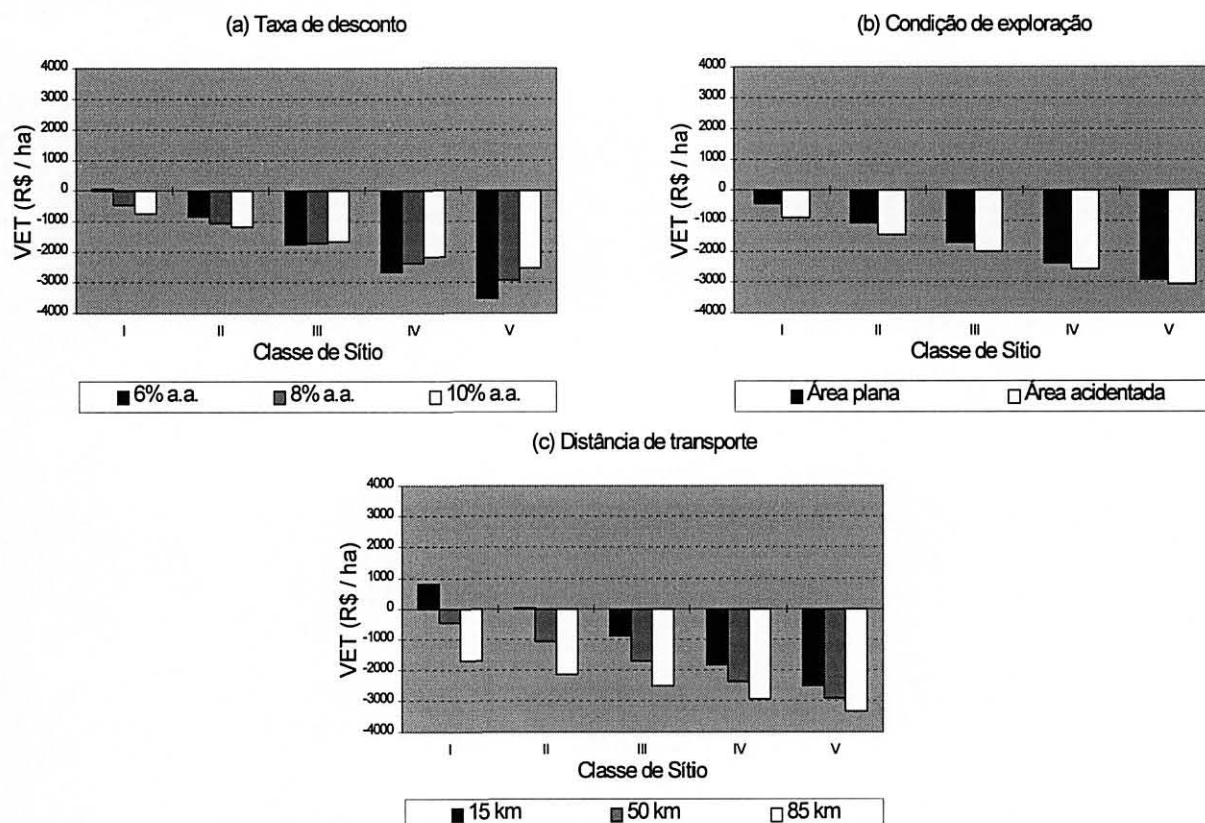 (a) Taxa de desconto
4000
3000
2000
1000
0
-1000
-2000
-3000
-4000
VET (R$ / ha)
I II III IV V
Classe de Sítio
6% a.a. 8% a.a. 10% a.a.
(b) Condição de exploração
4000
3000
2000
1000
0
-1000
-2000
-3000
-4000
VET (R$ / ha)
I II III IV V
Classe de Sítio
Área plana Área acidentada
(c) Distância de transporte
4000
3000
2000
1000
0
-1000
-2000
-3000
-4000
VET (R$ / ha)
I II III IV V
Classe de Sítio
15 km 50 km 85 km